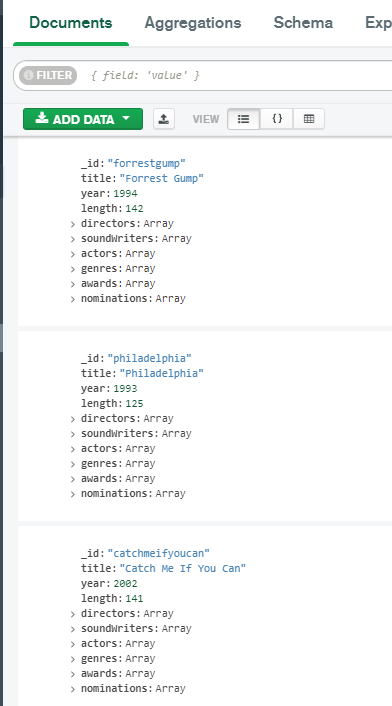 Documents Aggregations Schema Exp
FILTER { field: 'value' }
ADD DATA VIEW {}
_id: "forrestgump"
title: "Forrest Gump"
year: 1994
length: 142
> directors: Array
> soundWriters: Array
> actors: Array
> genres: Array
> awards: Array
> nominations: Array
_id: "philadelphia"
title: "Philadelphia"
year: 1993
length: 125
> directors: Array
> soundWriters: Array
> actors: Array
> genres: Array
> awards: Array
> nominations: Array
_id: "catchmeifyoucan"
title: "Catch Me If You Can"
year: 2002
length: 141
> directors: Array
> soundWriters: Array
> actors: Array
> genres: Array
> awards: Array
> nominations: Array